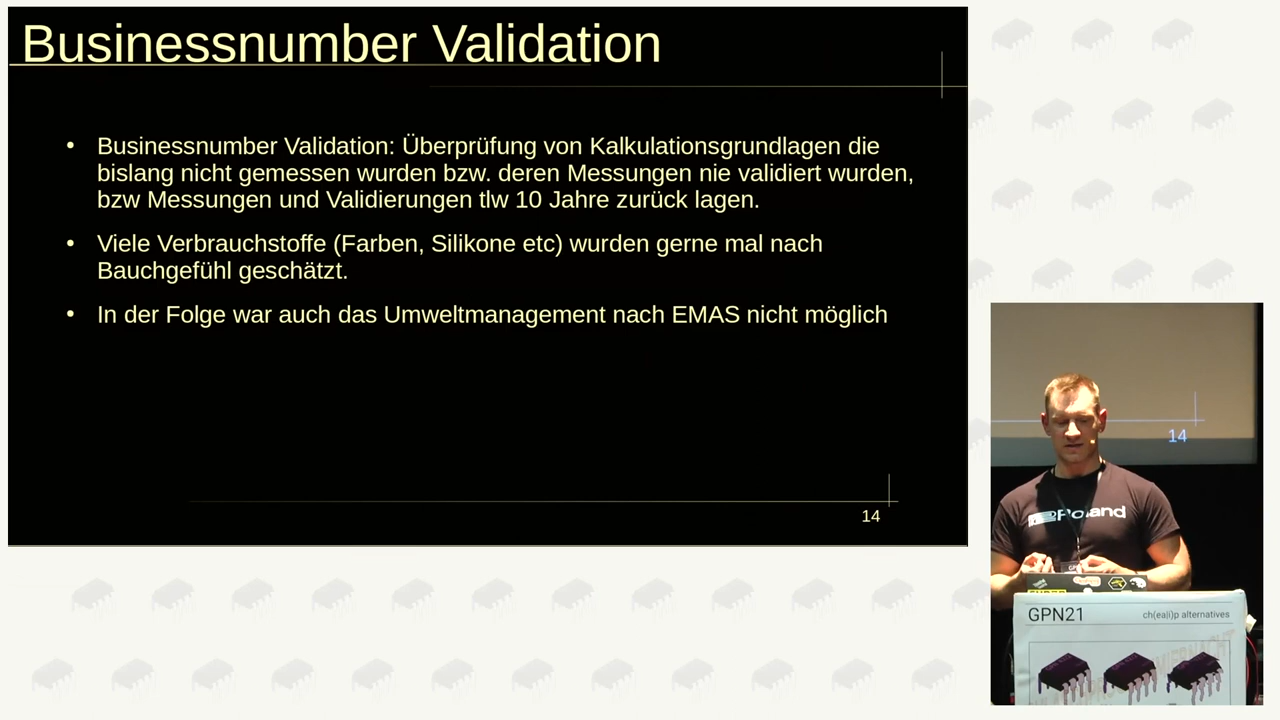 Businessnumber Validation
• Businessnumber Validation: Überprüfung von Kalkulationsgrundlagen die
bislang nicht gemessen wurden bzw. deren Messungen nie validiert wurden,
bzw Messungen und Validierungen tlw 10 Jahre zurück lagen.
• Viele Verbrauchstoffe (Farben, Silikone etc) wurden gerne mal nach
Bauchgefühl geschätzt.
• In der Folge war auch das Umweltmanagement nach EMAS nicht möglich
14
14
Roland
GPN21
ch(ea|i)p alternatives